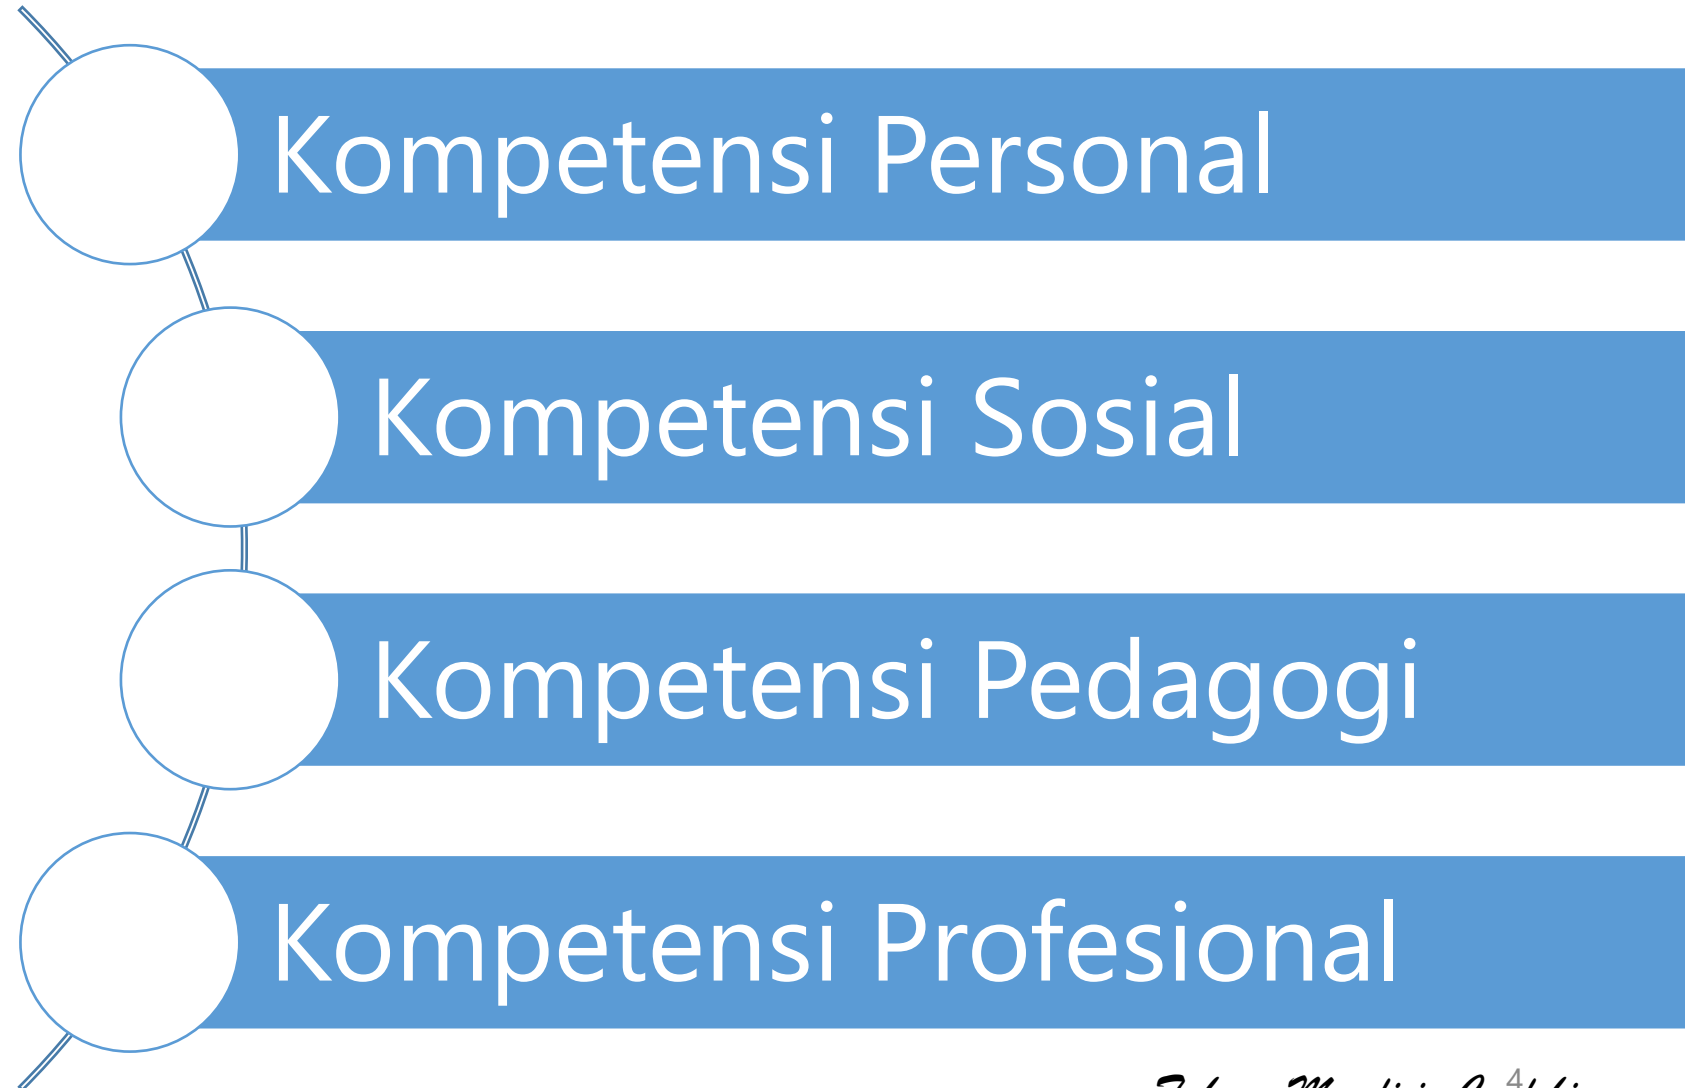 Kompetensi Personal
Kompetensi Sosial
Kompetensi Pedagogi
Kompetensi Profesional
4